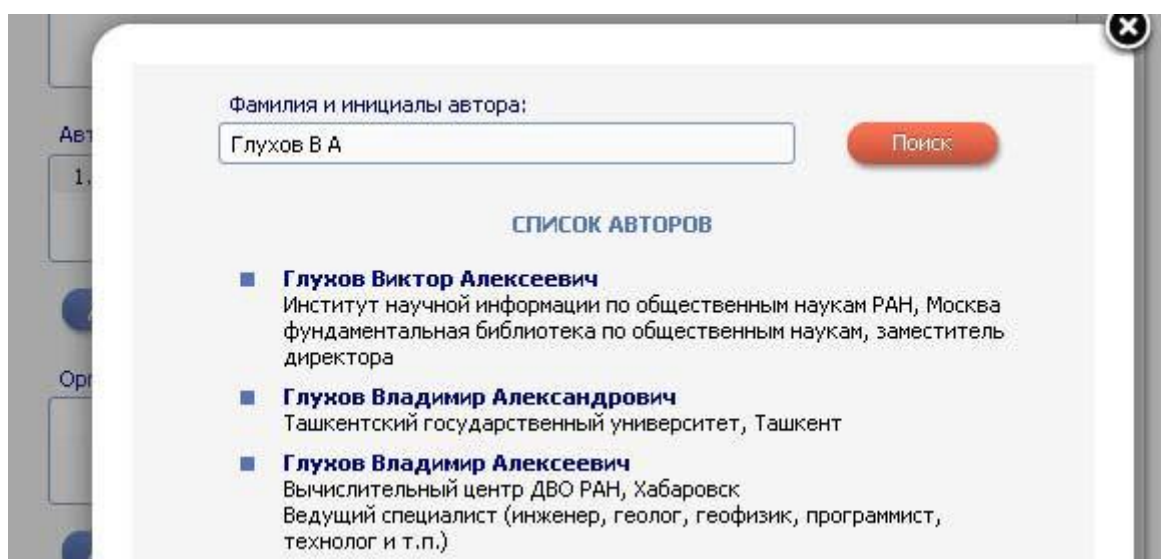 Фамилия и инициалы автора:
Глухов В А
Поиск
СПИСОК АВТОРОВ
Глухов Виктор Алексеевич
Институт научной информации по общественным наукам РАН, Москва
фундаментальная библиотека по общественным наукам, заместитель
директора
Глухов Владимир Александрович
Ташкентский государственный университет, Ташкент
Глухов Владимир Алексеевич
Вычислительный центр ДВО РАН, Хабаровск
Ведущий специалист (инженер, геолог, геофизик, программист,
технолог и т.п.)
1.